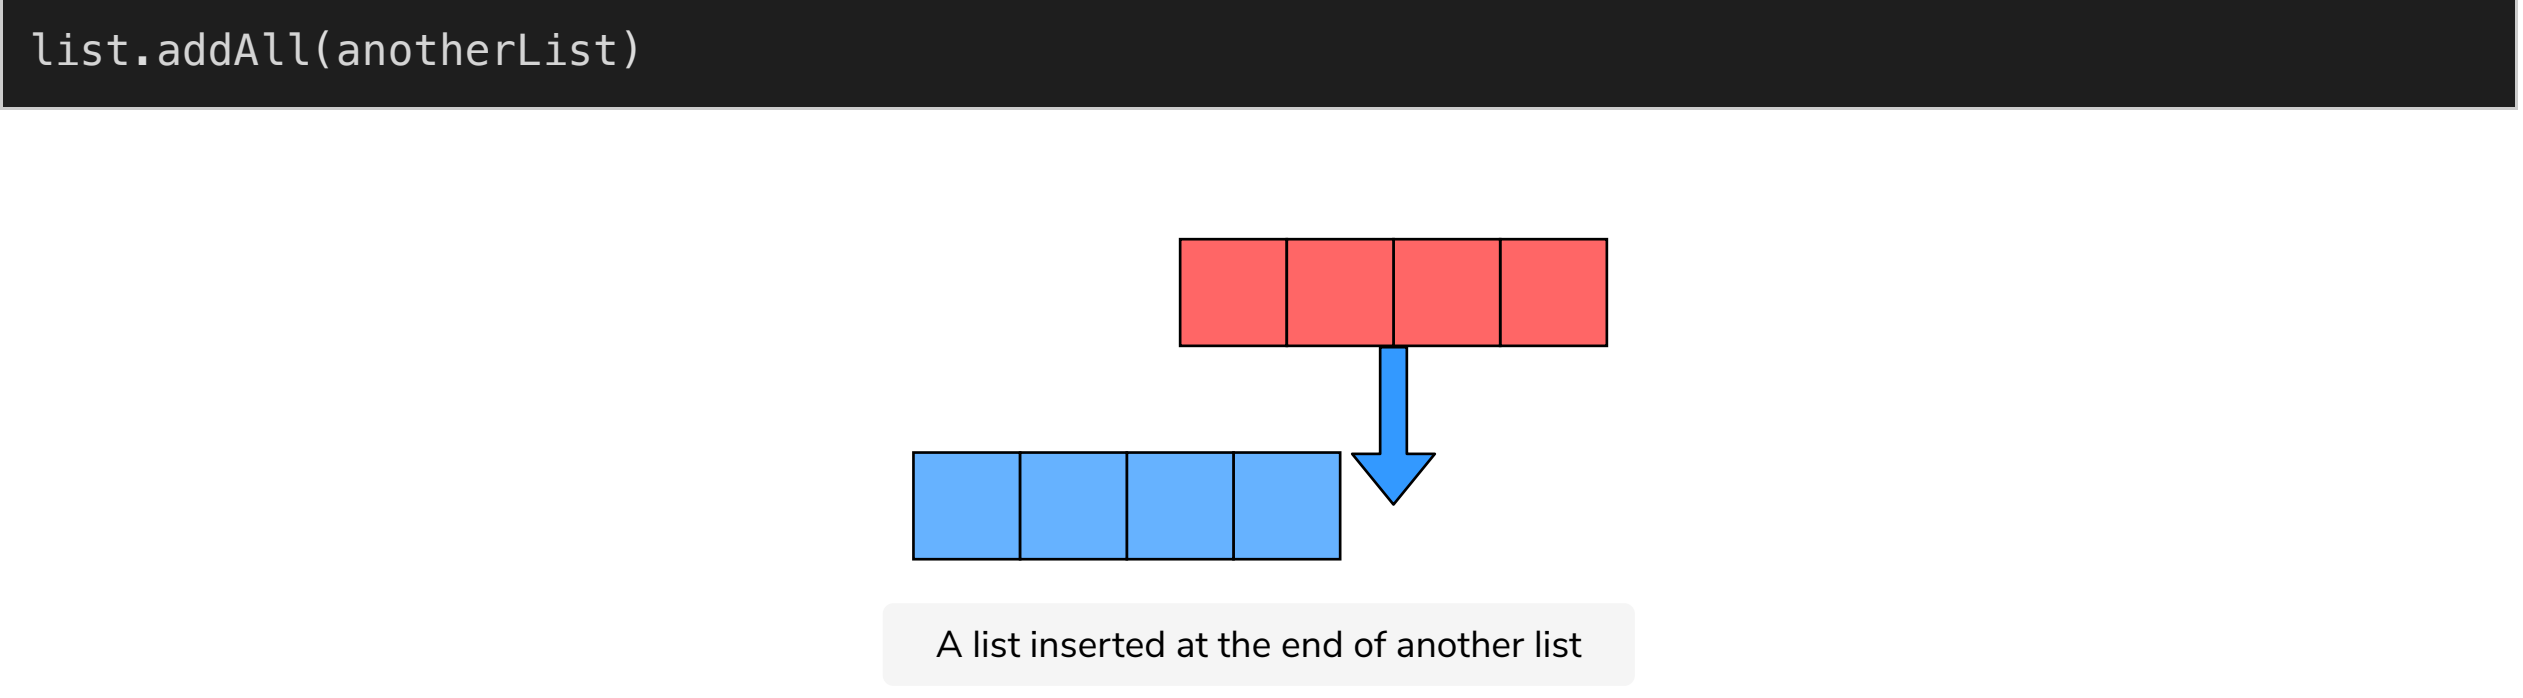 list.addAll(anotherList)
A list inserted at the end of another list